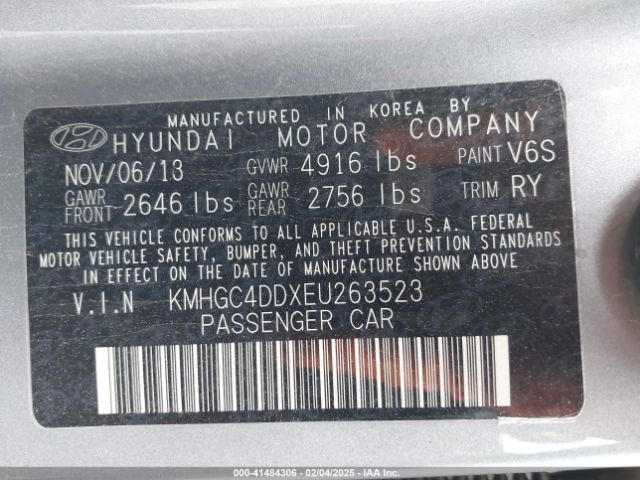 MANUFACTURED IN KOREA BY
HYUNDAI MOTOR COMPANY
NOV/06/13 GVWR 4916 lbs PAINT V6S
GAWR FRONT 2646 lbs GAWR REAR 2756 lbs TRIM RY
THIS VEHICLE CONFORMS TO ALL APPLICABLE U.S.A. FEDERAL
MOTOR VEHICLE SAFETY, BUMPER, AND THEFT PREVENTION STANDARDS
IN EFFECT ON THE DATE OF MANUFACTURE SHOWN ABOVE
V.I.N KMHGC4DDXEU263523
PASSENGER CAR
000-41484306 - 02/04/2025 - IAA Inc.